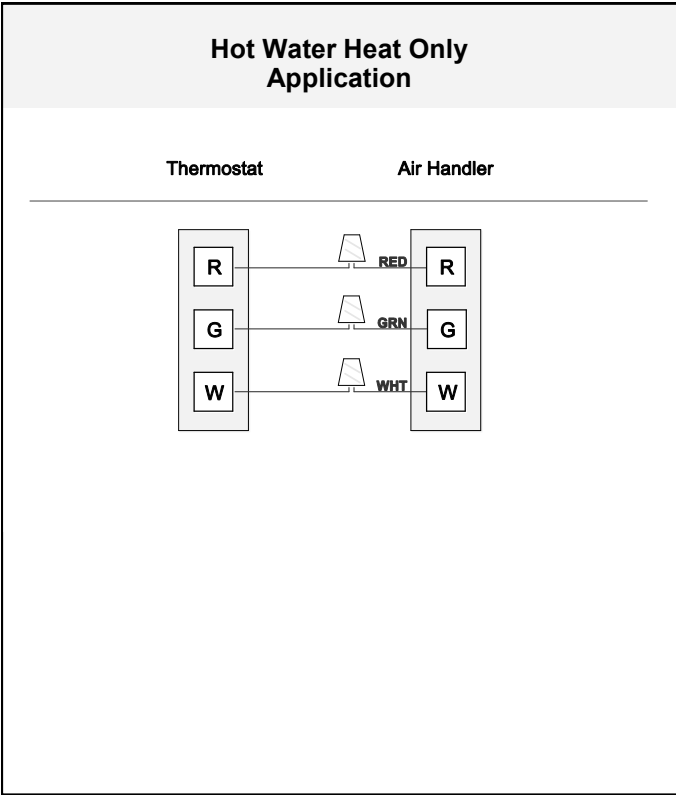 Hot Water Heat Only
Application
Thermostat Air Handler
R RED R
G GRN G
W WHT W